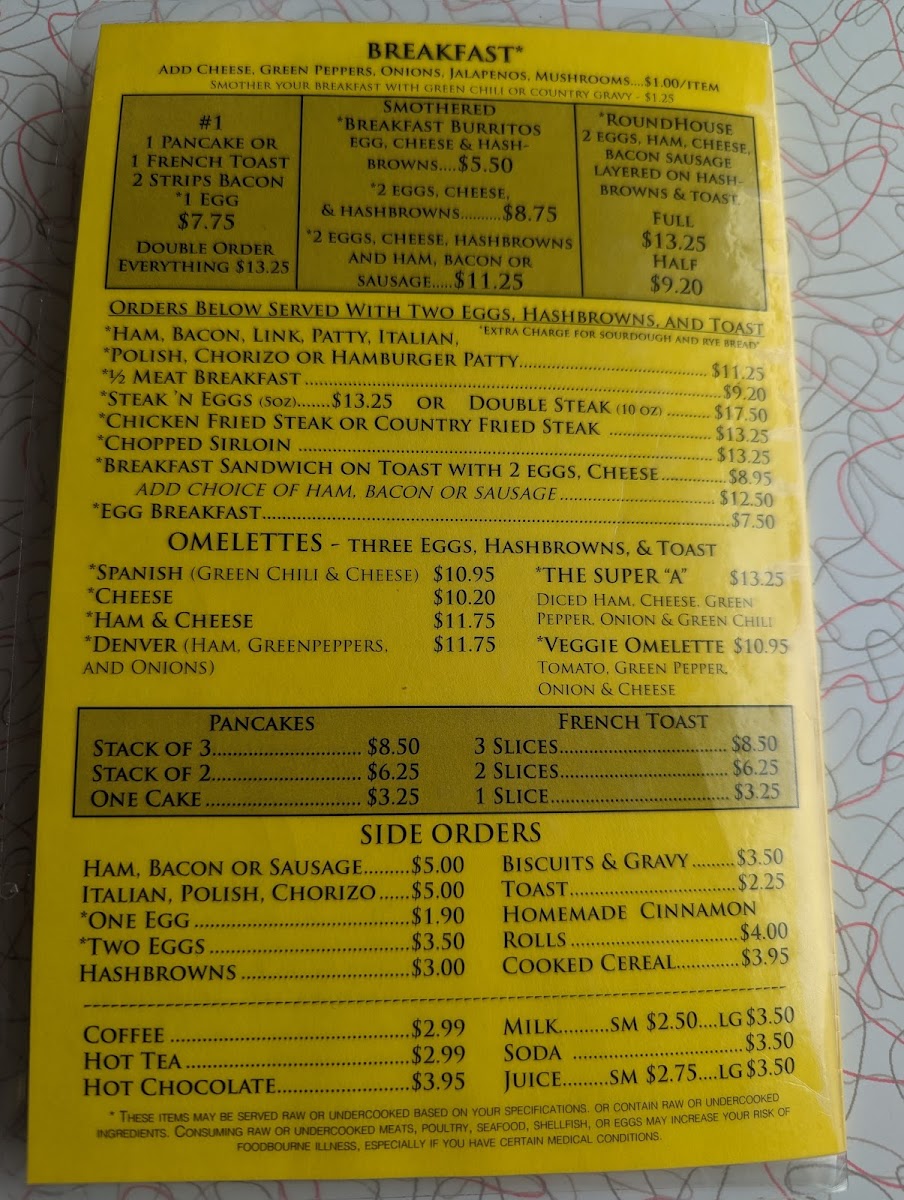 BREAKFAST*
ADD CHEESE, GREEN PEPPERS, ONIONS, JALAPENOS, MUSHROOMS....$1.00/ITEM
SMOTHER YOUR BREAKFAST WITH GREEN CHILI OR COUNTRY GRAVY - $1.25
#1
1 PANCAKE OR
1 FRENCH TOAST
2 STRIPS BACON
*1 EGG
$7.75
DOUBLE ORDER
EVERYTHING $13.25
SMOTHERED
*BREAKFAST BURRITOS
EGG, CHEESE & HASH-
BROWNS....$5.50
*2 EGGS, CHEESE,
& HASHBROWNS..........$8.75
*2 EGGS, CHEESE, HASHBROWNS
AND HAM, BACON OR
SAUSAGE.....$11.25
*ROUNDHOUSE
2 EGGS, HAM, CHEESE,
BACON SAUSAGE
LAYERED ON HASH-
BROWNS & TOAST.
FULL
$13.25
HALF
$9.20
ORDERS BELOW SERVED WITH TWO EGGS, HASHBROWNS, AND TOAST
*HAM, BACON, LINK, PATTY, ITALIAN, *EXTRA CHARGE FOR SOURDOUGH AND RYE BREAD*
*POLISH, CHORIZO OR HAMBURGER PATTY.......................................... $11.25
*½ MEAT BREAKFAST ............................................................... $9.20
*STEAK 'N EGGS (5OZ).......$13.25 OR DOUBLE STEAK (10 OZ) ......... $17.50
*CHICKEN FRIED STEAK OR COUNTRY FRIED STEAK ...................... $13.25
*CHOPPED SIRLOIN ................................................................ $13.25
*BREAKFAST SANDWICH ON TOAST WITH 2 EGGS, CHEESE.............. $8.95
ADD CHOICE OF HAM, BACON OR SAUSAGE .................................. $12.50
*EGG BREAKFAST.................................................................... $7.50
OMELETTES - THREE EGGS, HASHBROWNS, & TOAST
*SPANISH (GREEN CHILI & CHEESE) $10.95
*CHEESE $10.20
*HAM & CHEESE $11.75
*DENVER (HAM, GREENPEPPERS, $11.75
AND ONIONS)
*THE SUPER "A" $13.25
DICED HAM, CHEESE, GREEN
PEPPER, ONION & GREEN CHILI
*VEGGIE OMELETTE $10.95
TOMATO, GREEN PEPPER,
ONION & CHEESE
PANCAKES
STACK OF 3............................. $8.50
STACK OF 2............................. $6.25
ONE CAKE .............................. $3.25
FRENCH TOAST
3 SLICES................................ $8.50
2 SLICES................................ $6.25
1 SLICE.................................. $3.25
SIDE ORDERS
HAM, BACON OR SAUSAGE.........$5.00
ITALIAN, POLISH, CHORIZO ......$5.00
*ONE EGG .....................................$1.90
*TWO EGGS ..................................$3.50
HASHBROWNS .............................$3.00
BISCUITS & GRAVY ........$3.50
TOAST................................$2.25
HOMEMADE CINNAMON
ROLLS ...............................$4.00
COOKED CEREAL............$3.95
COFFEE ..........................................$2.99
HOT TEA .......................................$2.99
HOT CHOCOLATE.......................$3.95
MILK.........SM $2.50....LG $3.50
SODA ................................$3.50
JUICE........SM $2.75....LG $3.50
* THESE ITEMS MAY BE SERVED RAW OR UNDERCOOKED BASED ON YOUR SPECIFICATIONS, OR CONTAIN RAW OR UNDERCOOKED
INGREDIENTS. CONSUMING RAW OR UNDERCOOKED MEATS, POULTRY, SEAFOOD, SHELLFISH, OR EGGS MAY INCREASE YOUR RISK OF
FOODBOURNE ILLNESS, ESPECIALLY IF YOU HAVE CERTAIN MEDICAL CONDITIONS.